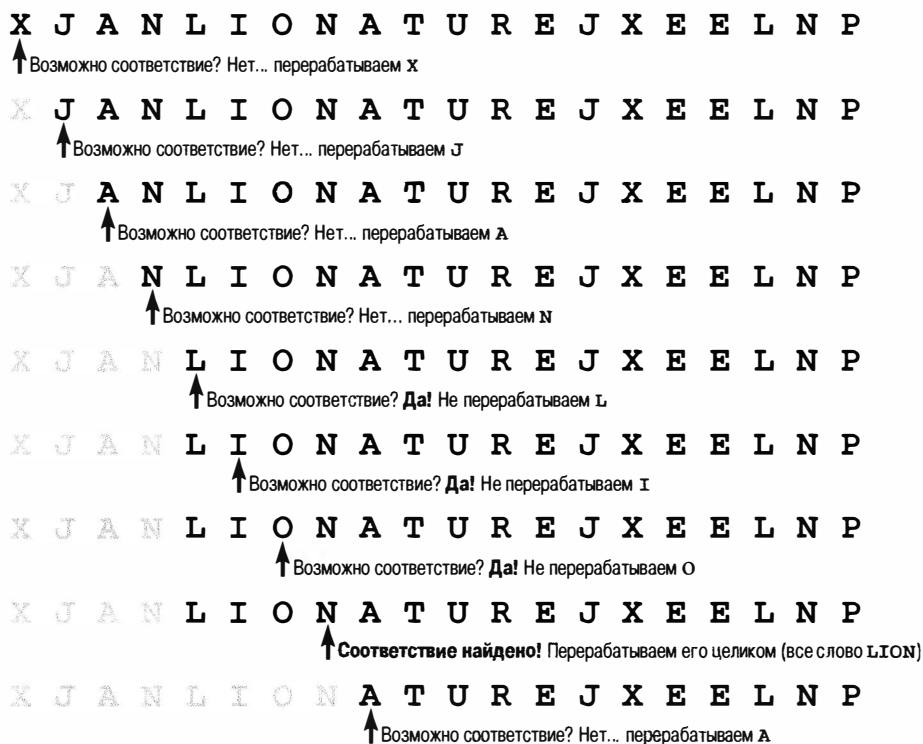 X J A N L I O N A T U R E J X E E L N P
Возможно соответствие? Нет... перерабатываем X
X J A N L I O N A T U R E J X E E L N P
Возможно соответствие? Нет... перерабатываем J
X J A N L I O N A T U R E J X E E L N P
Возможно соответствие? Нет... перерабатываем A
X J A N L I O N A T U R E J X E E L N P
Возможно соответствие? Нет... перерабатываем N
X J A N L I O N A T U R E J X E E L N P
Возможно соответствие? Да! Не перерабатываем L
X J A N L I O N A T U R E J X E E L N P
Возможно соответствие? Да! Не перерабатываем I
X J A N L I O N A T U R E J X E E L N P
Возможно соответствие? Да! Не перерабатываем O
X J A N L I O N A T U R E J X E E L N P
Соответствие найдено! Перерабатываем его целиком (все слово LION)
X J A N L I O N A T U R E J X E E L N P
Возможно соответствие? Нет... перерабатываем A